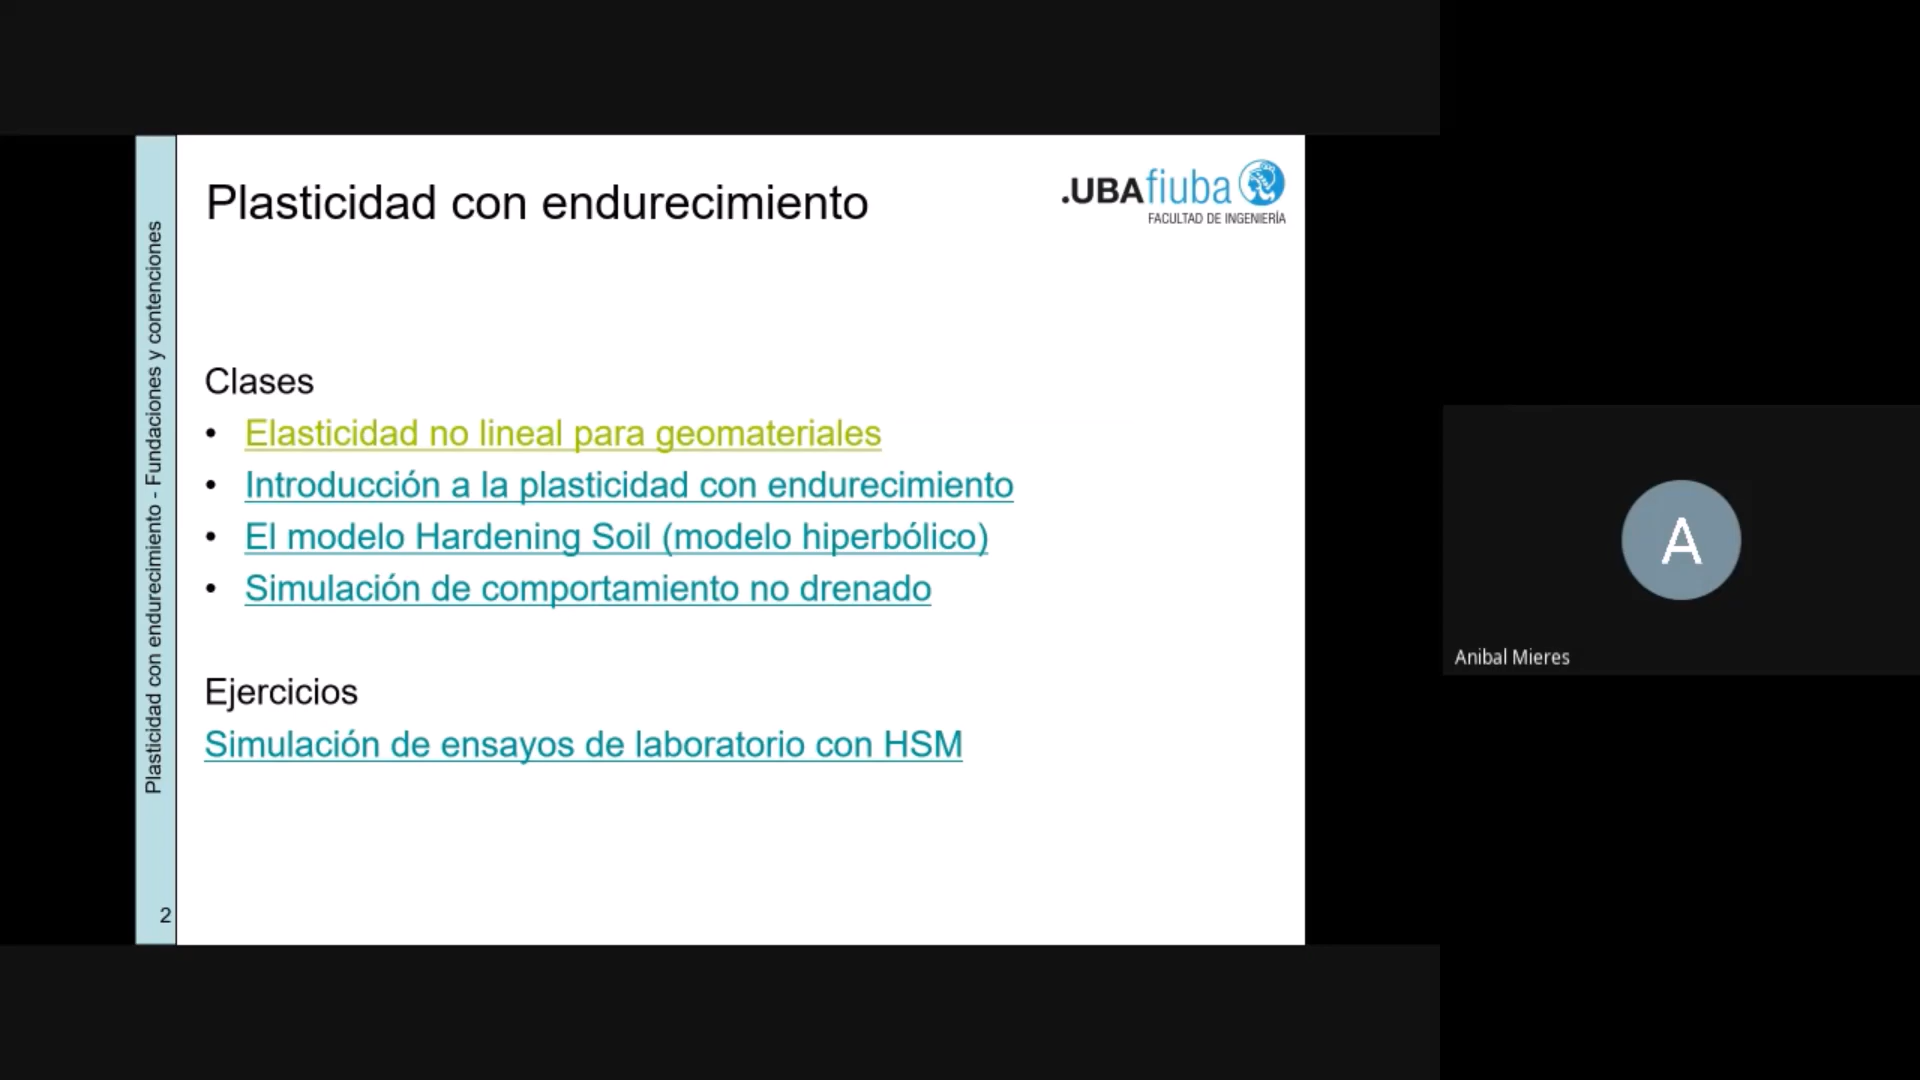 Plasticidad con endurecimiento
.UBAfiuba
FACULTAD DE INGENIERÍA
Plasticidad con endurecimiento - Fundaciones y contenciones
Clases
• Elasticidad no lineal para geomateriales
• Introducción a la plasticidad con endurecimiento
• El modelo Hardening Soil (modelo hiperbólico)
• Simulación de comportamiento no drenado
Ejercicios
Simulación de ensayos de laboratorio con HSM
2
A
Anibal Mieres